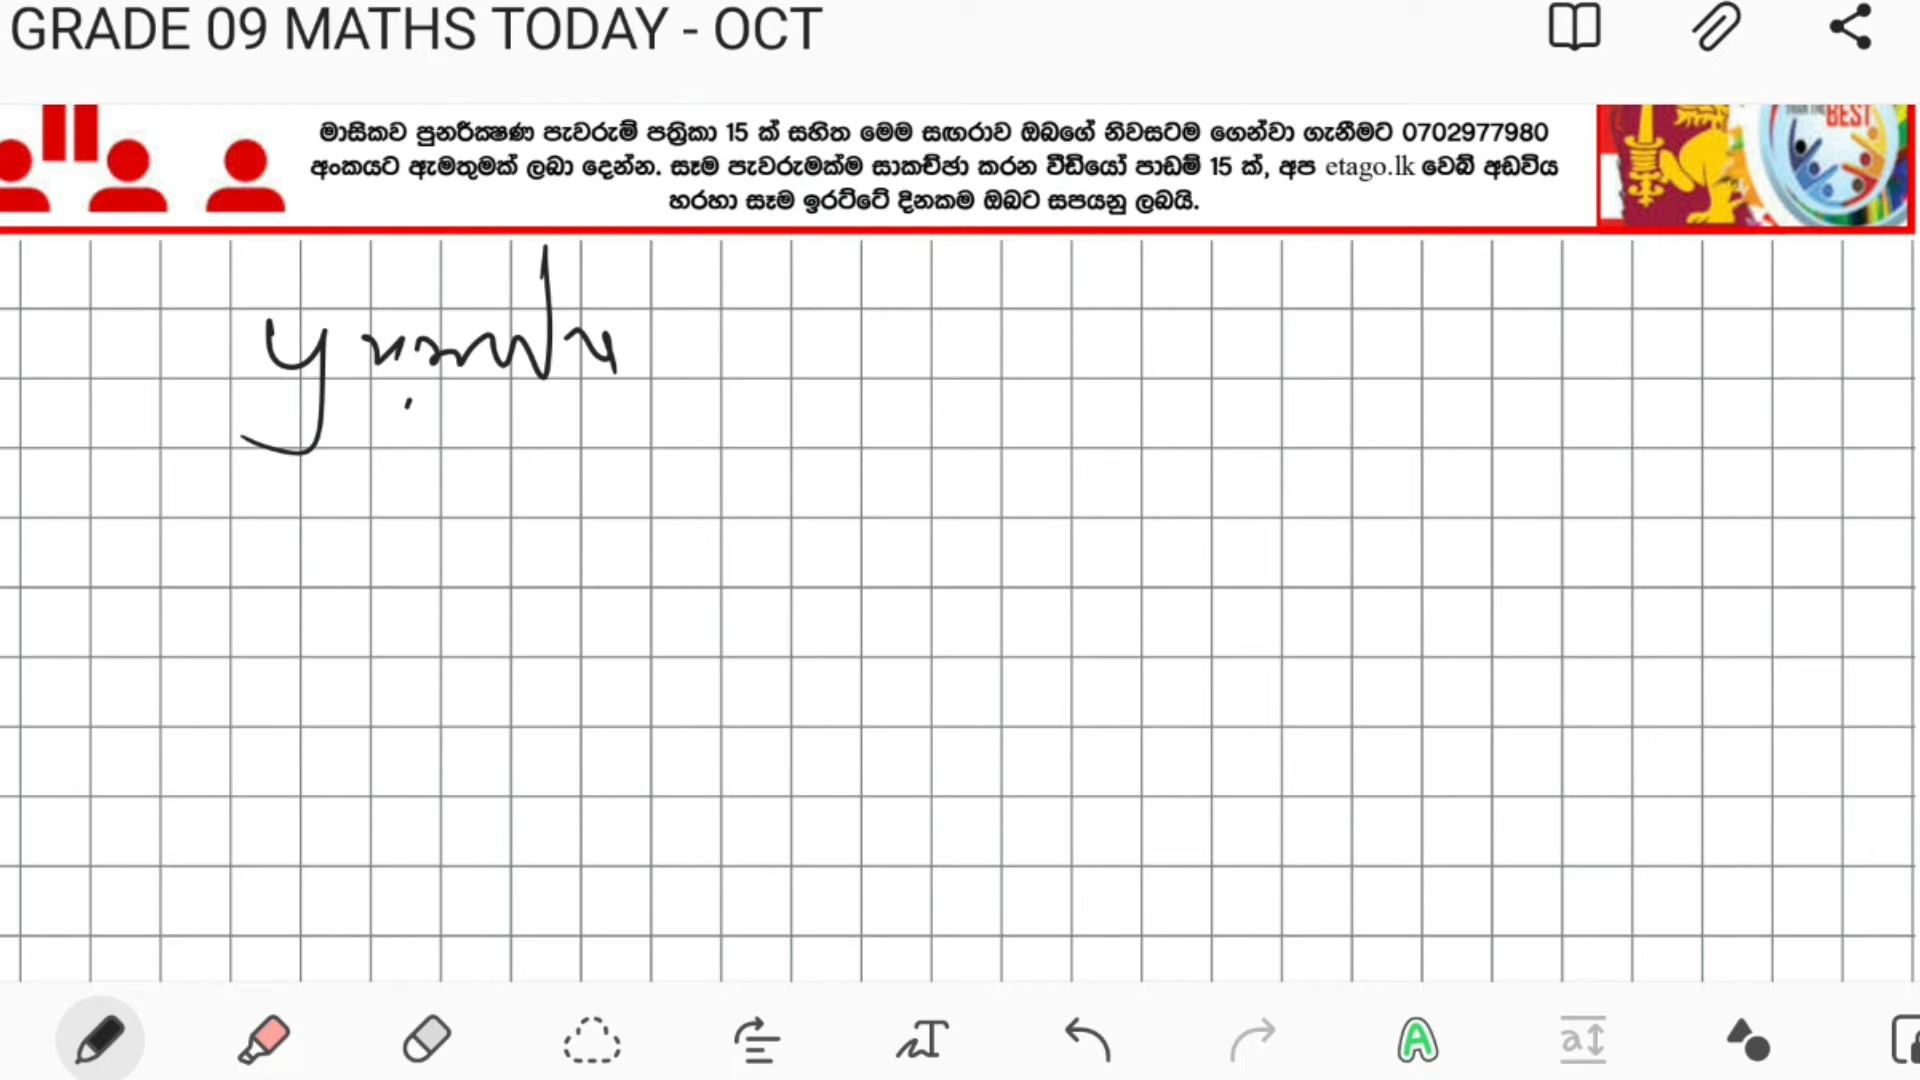 GRADE 09 MATHS TODAY - OCT
මාසිකව පුනරීක්‍ෂණ පැවරුම් පත්‍රිකා 15 ක් සහිත මෙම සඟරාව ඔබගේ නිවසටම ගෙන්වා ගැනීමට 0702977980
අංකයට ඇමතුමක් ලබා දෙන්න. සෑම පැවරුමක්ම සාකච්ඡා කරන වීඩියෝ පාඩම් 15 ක්, අප etago.lk වෙබ් අඩවිය
හරහා සෑම ඉරට්ටේ දිනකම ඔබට සපයනු ලබයි.
BEST
y